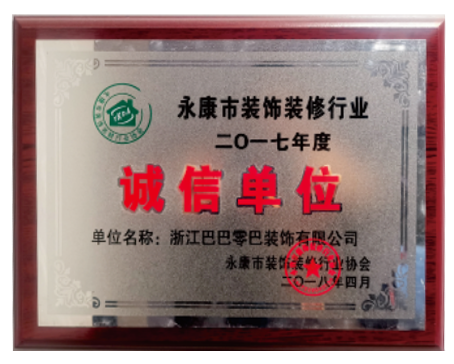 永康市装饰装修行业
二〇一七年度
诚信单位
单位名称：浙江巴巴零巴装饰有限公司
永康市装饰装修行业协会
二〇一八年四月